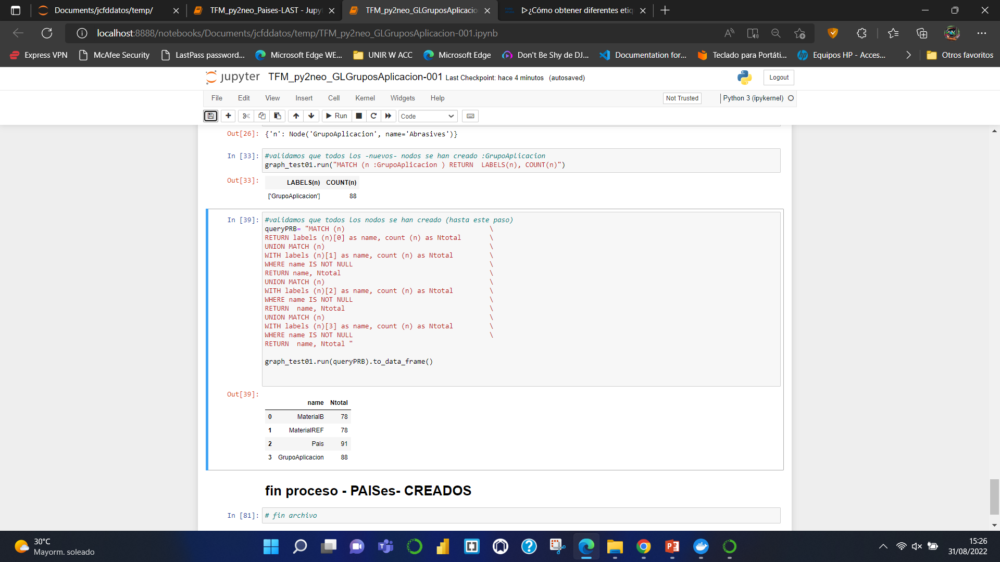 Documents/jcfddatos/temp/
TFM_py2neo_Paises-LAST - Jupy
TFM_py2neo_GLGruposAplicacio
ᐅ¿Cómo obtener diferentes etiq
localhost:8888/notebooks/Documents/jcfddatos/temp/TFM_py2neo_GLGruposAplicacion-001.ipynb
Express VPN
McAfee Security
LastPass password...
Microsoft Edge WE...
UNIR W ACC
Microsoft Edge
Don't Be Shy de DJ...
Documentation for...
Teclado para Portáti...
Equipos HP - Acces...
Otros favoritos
jupyter TFM_py2neo_GLGruposAplicacion-001 Last Checkpoint: hace 4 minutos (autosaved)
Logout
File Edit View Insert Cell Kernel Widgets Help
Not Trusted
Python 3 (ipykernel)
Run
Code
Out[26]: {'n': Node('GrupoAplicacion', name='Abrasives')}
In [33]: #validamos que todos los -nuevos- nodos se han creado :GrupoAplicacion
graph_test01.run("MATCH (n :GrupoAplicacion ) RETURN  LABELS(n), COUNT(n)")
Out[33]: LABELS(n) COUNT(n)
['GrupoAplicacion'] 88
In [39]: #validamos que todos los nodos se han creado (hasta este paso)
queryPRB= "MATCH (n) \
RETURN labels (n)[0] as name, count (n) as Ntotal \
UNION MATCH (n) \
WITH labels (n)[1] as name, count (n) as Ntotal \
WHERE name IS NOT NULL \
RETURN name, Ntotal \
UNION MATCH (n) \
WITH labels (n)[2] as name, count (n) as Ntotal \
WHERE name IS NOT NULL \
RETURN  name, Ntotal \
UNION MATCH (n) \
WITH labels (n)[3] as name, count (n) as Ntotal \
WHERE name IS NOT NULL \
RETURN  name, Ntotal "
graph_test01.run(queryPRB).to_data_frame()
Out[39]:
name Ntotal
0 MaterialB 78
1 MaterialREF 78
2 Pais 91
3 GrupoAplicacion 88
fin proceso - PAISes- CREADOS
In [81]: # fin archivo
30°C
Mayorm. soleado
15:26
31/08/2022